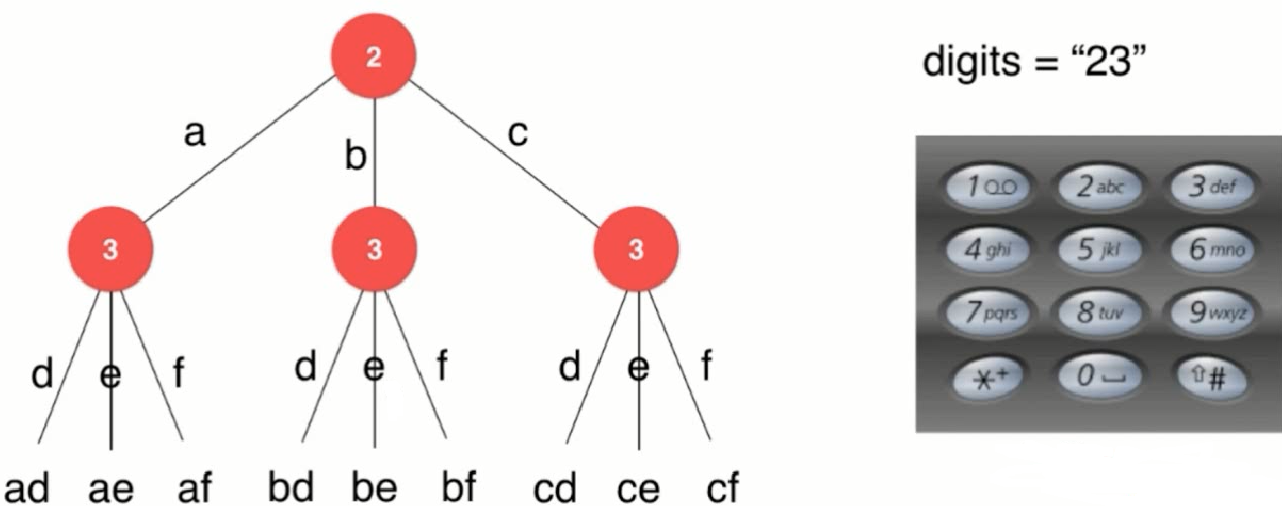 2
digits = “23”
a
b
c
3
3
3
d
e
f
d
e
f
d
e
f
ad ae af bd be bf cd ce cf
1
2 abc
3 def
4 ghi
5 jkl
6 mno
7 pqrs
8 tuv
9 wxyz
*+
0
⇧#